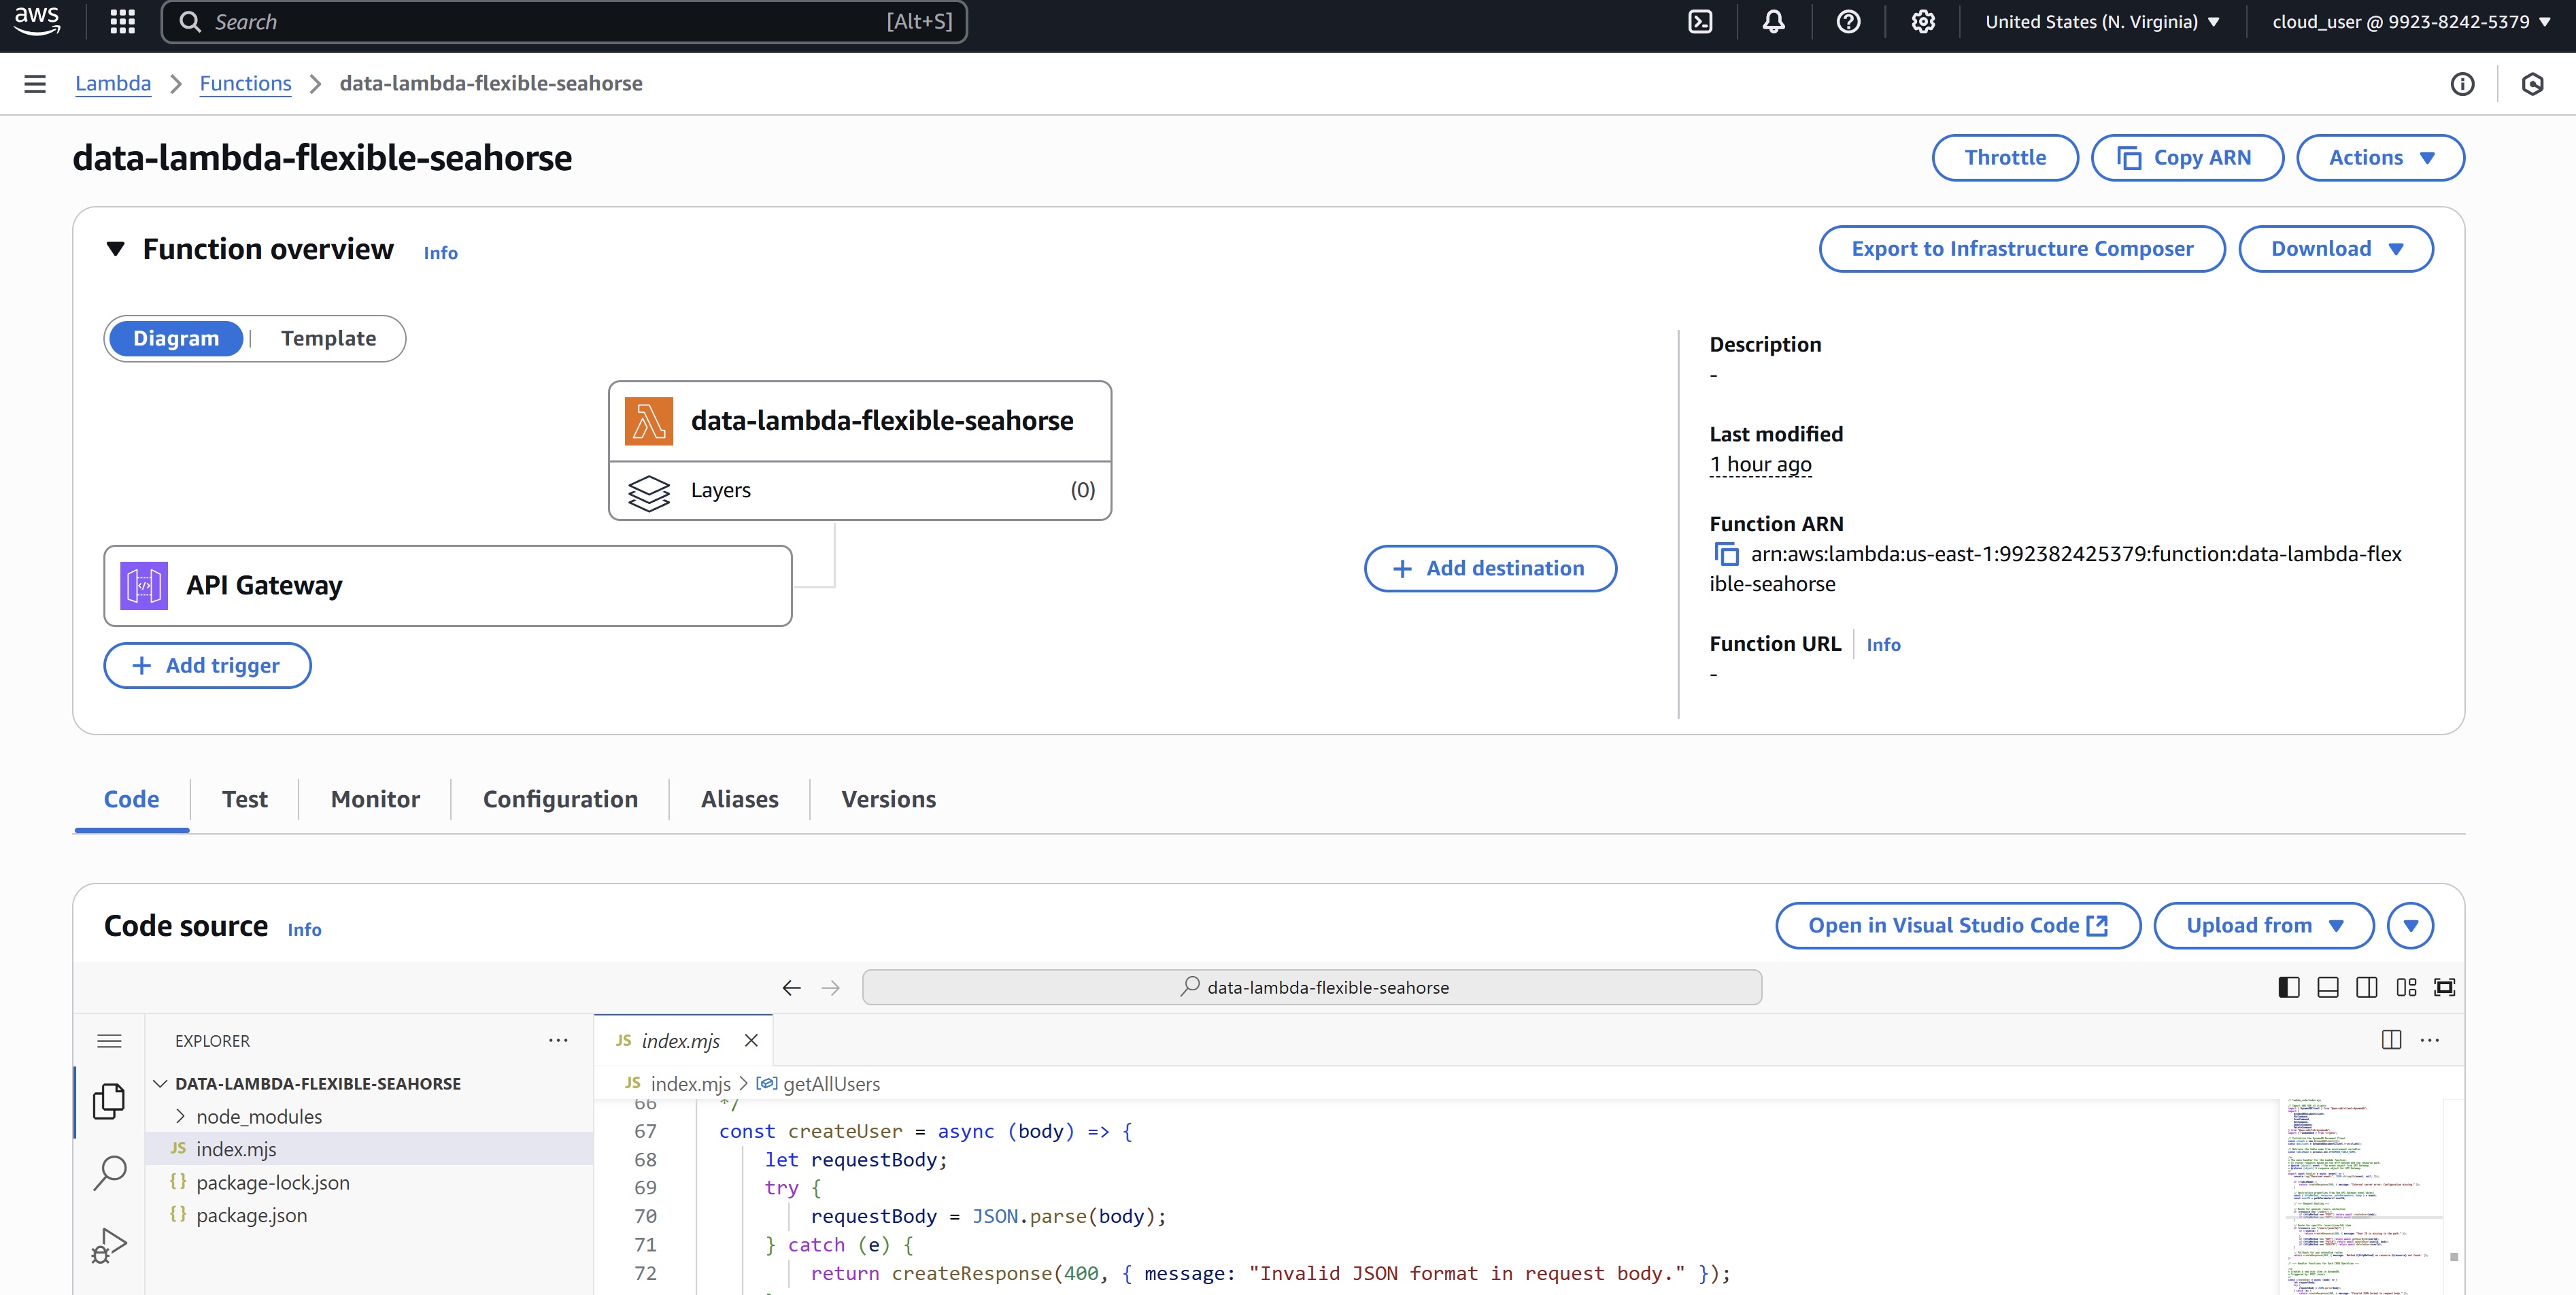 aws
Search [Alt+S]
United States (N. Virginia)
cloud_user @ 9923-8242-5379
Lambda
Functions
data-lambda-flexible-seahorse
data-lambda-flexible-seahorse
Throttle
Copy ARN
Actions
Function overview
Info
Export to Infrastructure Composer
Download
Diagram
Template
data-lambda-flexible-seahorse
Layers
(0)
API Gateway
+ Add trigger
+ Add destination
Description
-
Last modified
1 hour ago
Function ARN
arn:aws:lambda:us-east-1:992382425379:function:data-lambda-flex
ible-seahorse
Function URL
Info
-
Code
Test
Monitor
Configuration
Aliases
Versions
Code source
Info
Open in Visual Studio Code
Upload from
data-lambda-flexible-seahorse
EXPLORER
DATA-LAMBDA-FLEXIBLE-SEAHORSE
node_modules
JS index.mjs
{} package-lock.json
{} package.json
JS index.mjs
JS index.mjs > getAllUsers
66 */
67 const createUser = async (body) => {
68 let requestBody;
69 try {
70 requestBody = JSON.parse(body);
71 } catch (e) {
72 return createResponse(400, { message: "Invalid JSON format in request body." });